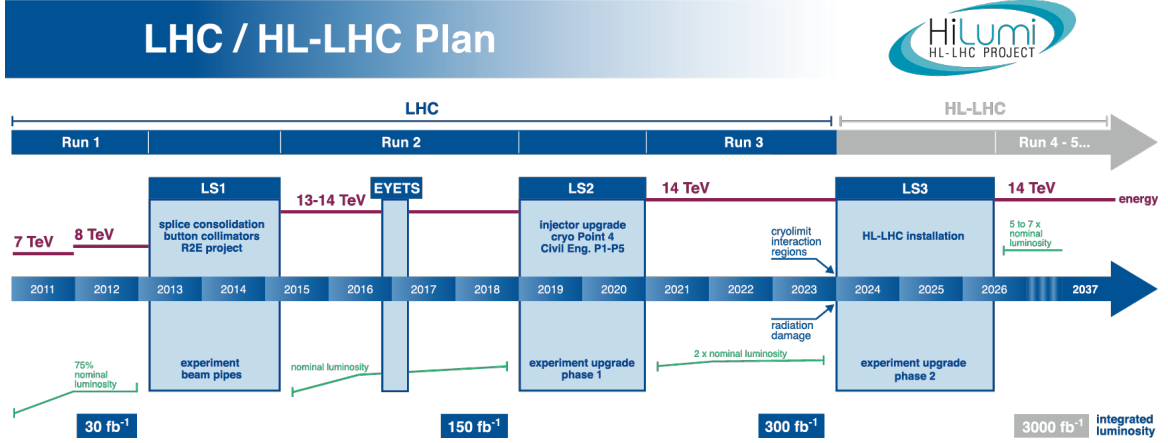 LHC / HL-LHC Plan
HiLumi
HL-LHC PROJECT
LHC
HL-LHC
Run 1
Run 2
Run 3
Run 4 - 5...
LS1
EYETS
LS2
LS3
13-14 TeV
14 TeV
14 TeV
energy
splice consolidation
button collimators
R2E project
injector upgrade
cryo Point 4
Civil Eng. P1-P5
HL-LHC installation
5 to 7 x
nominal
luminosity
7 TeV
8 TeV
cryolimit
interaction
regions
2011
2012
2013
2014
2015
2016
2017
2018
2019
2020
2021
2022
2023
2024
2025
2026
2037
radiation
damage
75%
nominal
luminosity
experiment
beam pipes
nominal luminosity
experiment upgrade
phase 1
2 x nominal luminosity
experiment upgrade
phase 2
30 fb⁻¹
150 fb⁻¹
300 fb⁻¹
3000 fb⁻¹
integrated
luminosity